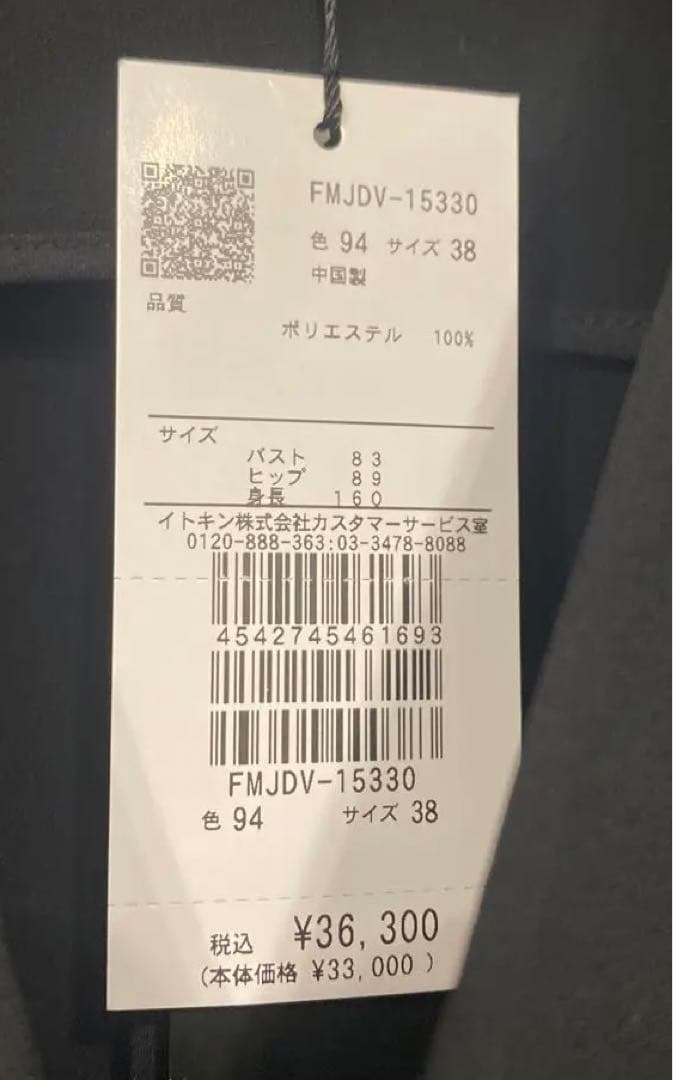 FMJDV-15330
色 94 サイズ 38
中国製
品質
ポリエステル 100%
サイズ
バスト 83
ヒップ 89
身長 160
イトキン株式会社カスタマーサービス室
0120-888-363:03-3478-8088
4542745461693
FMJDV-15330
色 94 サイズ 38
税込 ¥36,300
(本体価格 ¥33,000 )